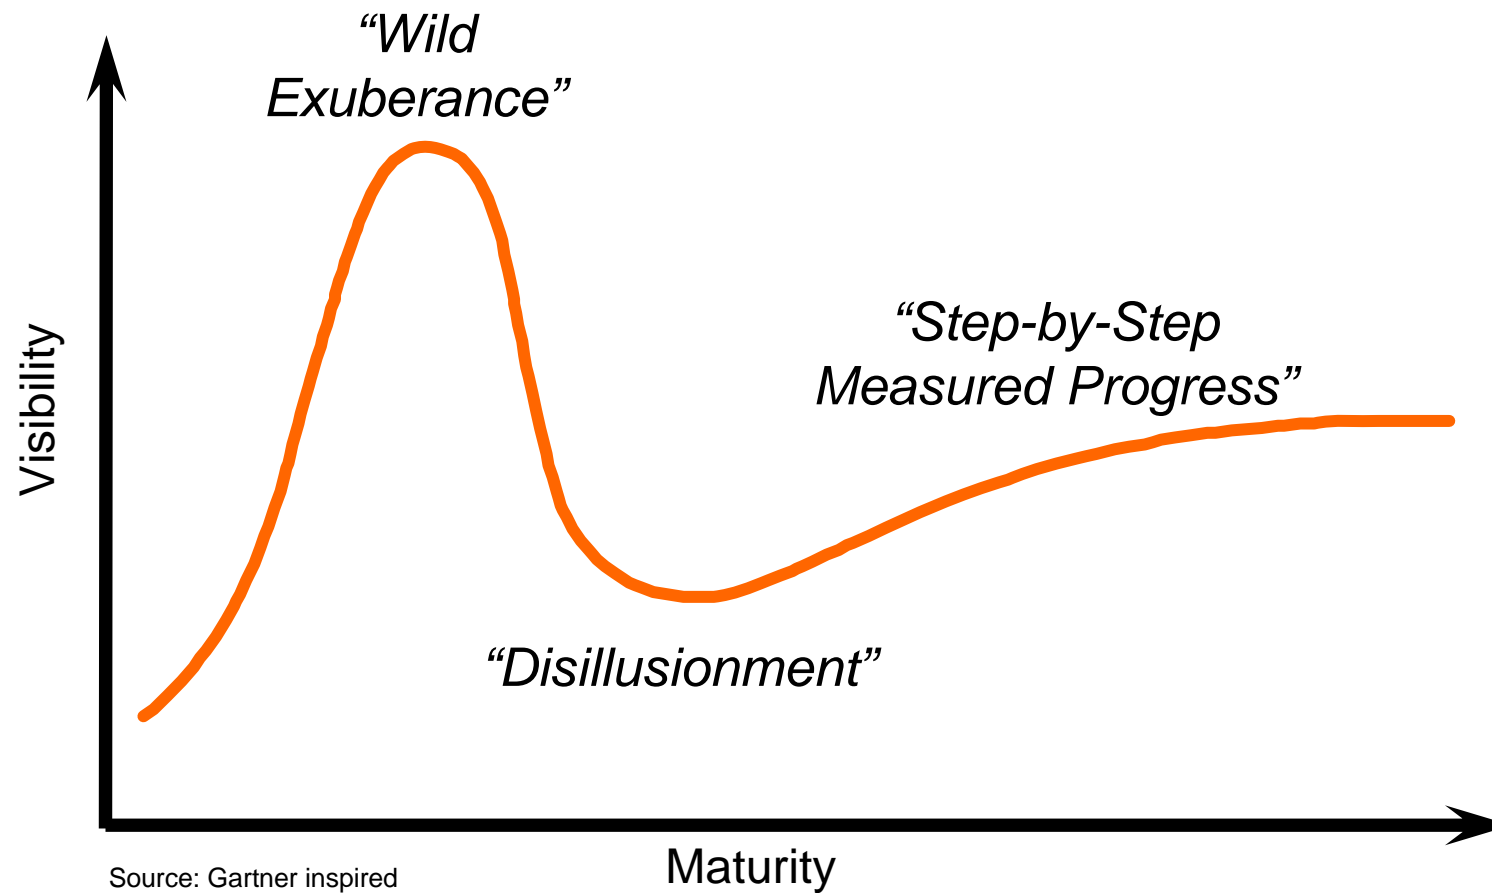 “Wild
Exuberance”
“Step-by-Step
Measured Progress”
Visibility
“Disillusionment”
Maturity
Source: Gartner inspired